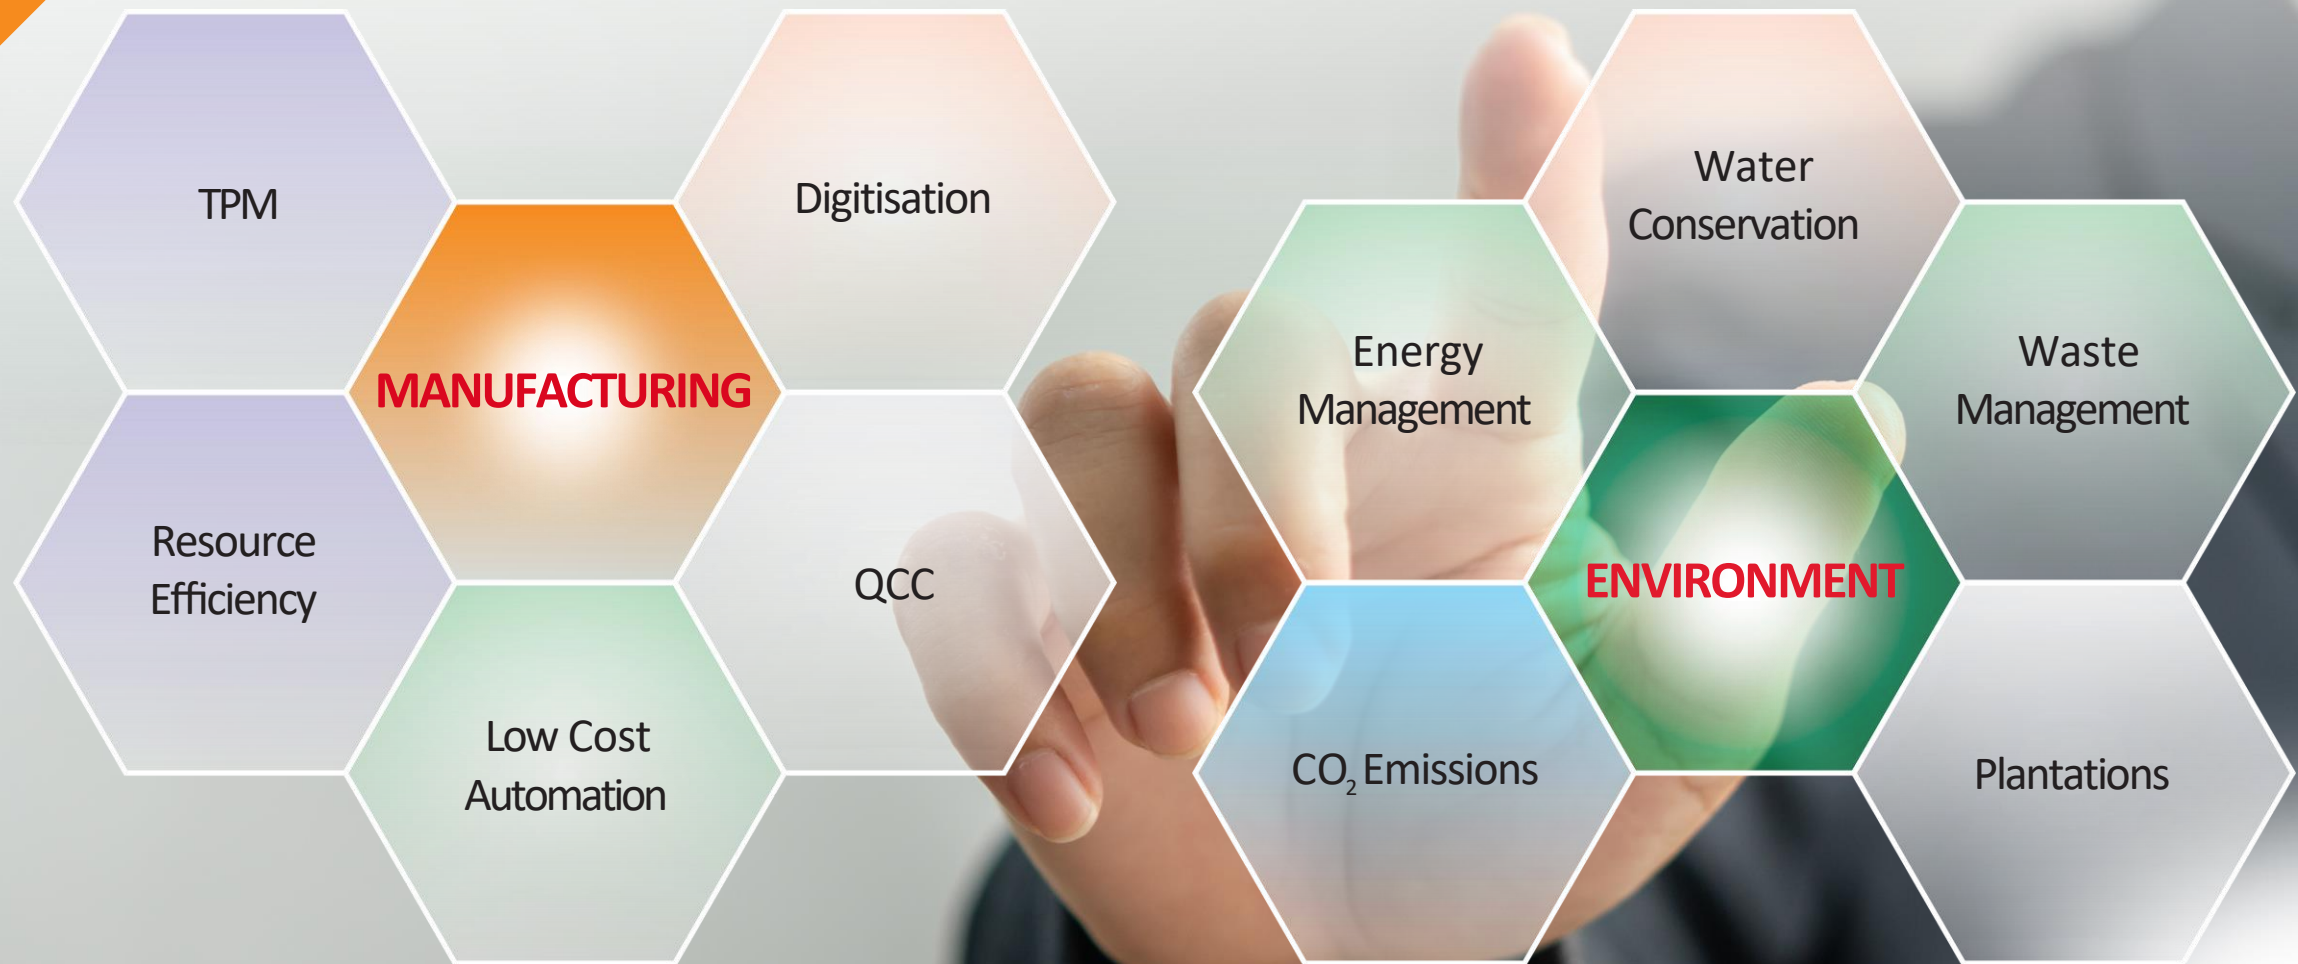 TPM
Digitisation
MANUFACTURING
Resource
Efficiency
QCC
Low Cost
Automation
Water
Conservation
Energy
Management
Waste
Management
ENVIRONMENT
CO₂ Emissions
Plantations